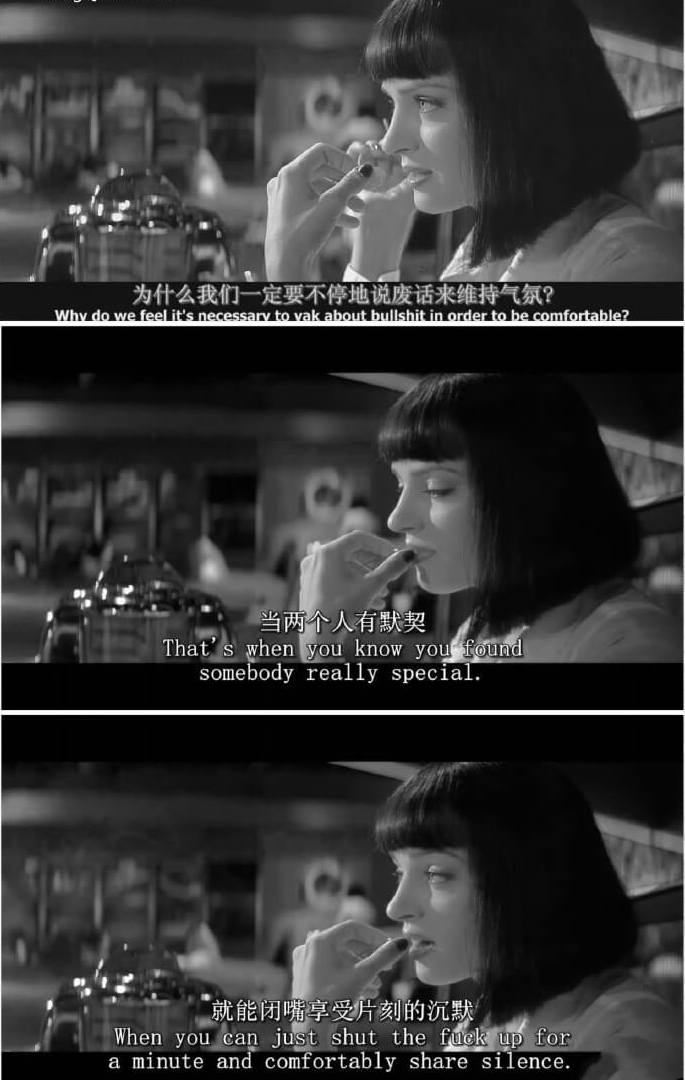 为什么我们一定要不停地说废话来维持气氛?
Why do we feel it's necessary to yak about bullshit in order to be comfortable?
当两个人有默契
That's when you know you found
somebody really special.
就能闭嘴享受片刻的沉默
When you can just shut the fuck up for
a minute and comfortably share silence.